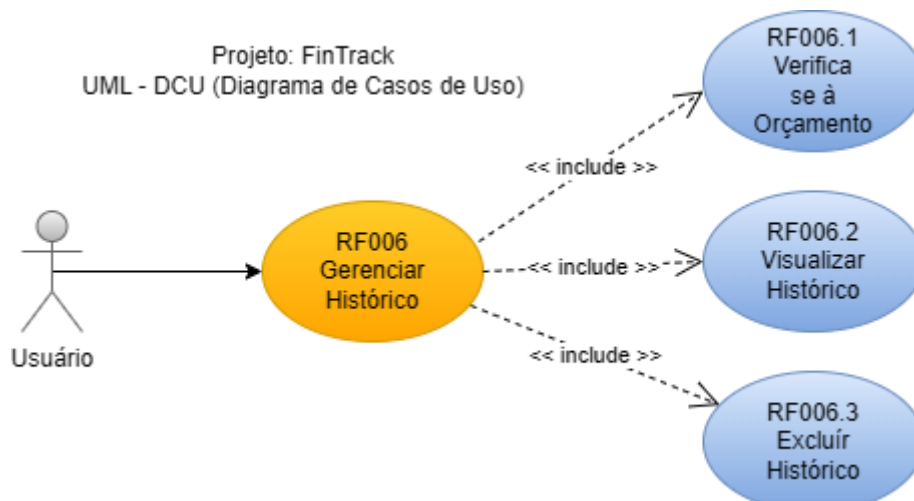 Projeto: FinTrack
UML - DCU (Diagrama de Casos de Uso)
RF006.1
Verifica
se à
Orçamento
<< include >>
Usuário
RF006
Gerenciar
Histórico
<< include >>
RF006.2
Visualizar
Histórico
<< include >>
RF006.3
Excluír
Histórico